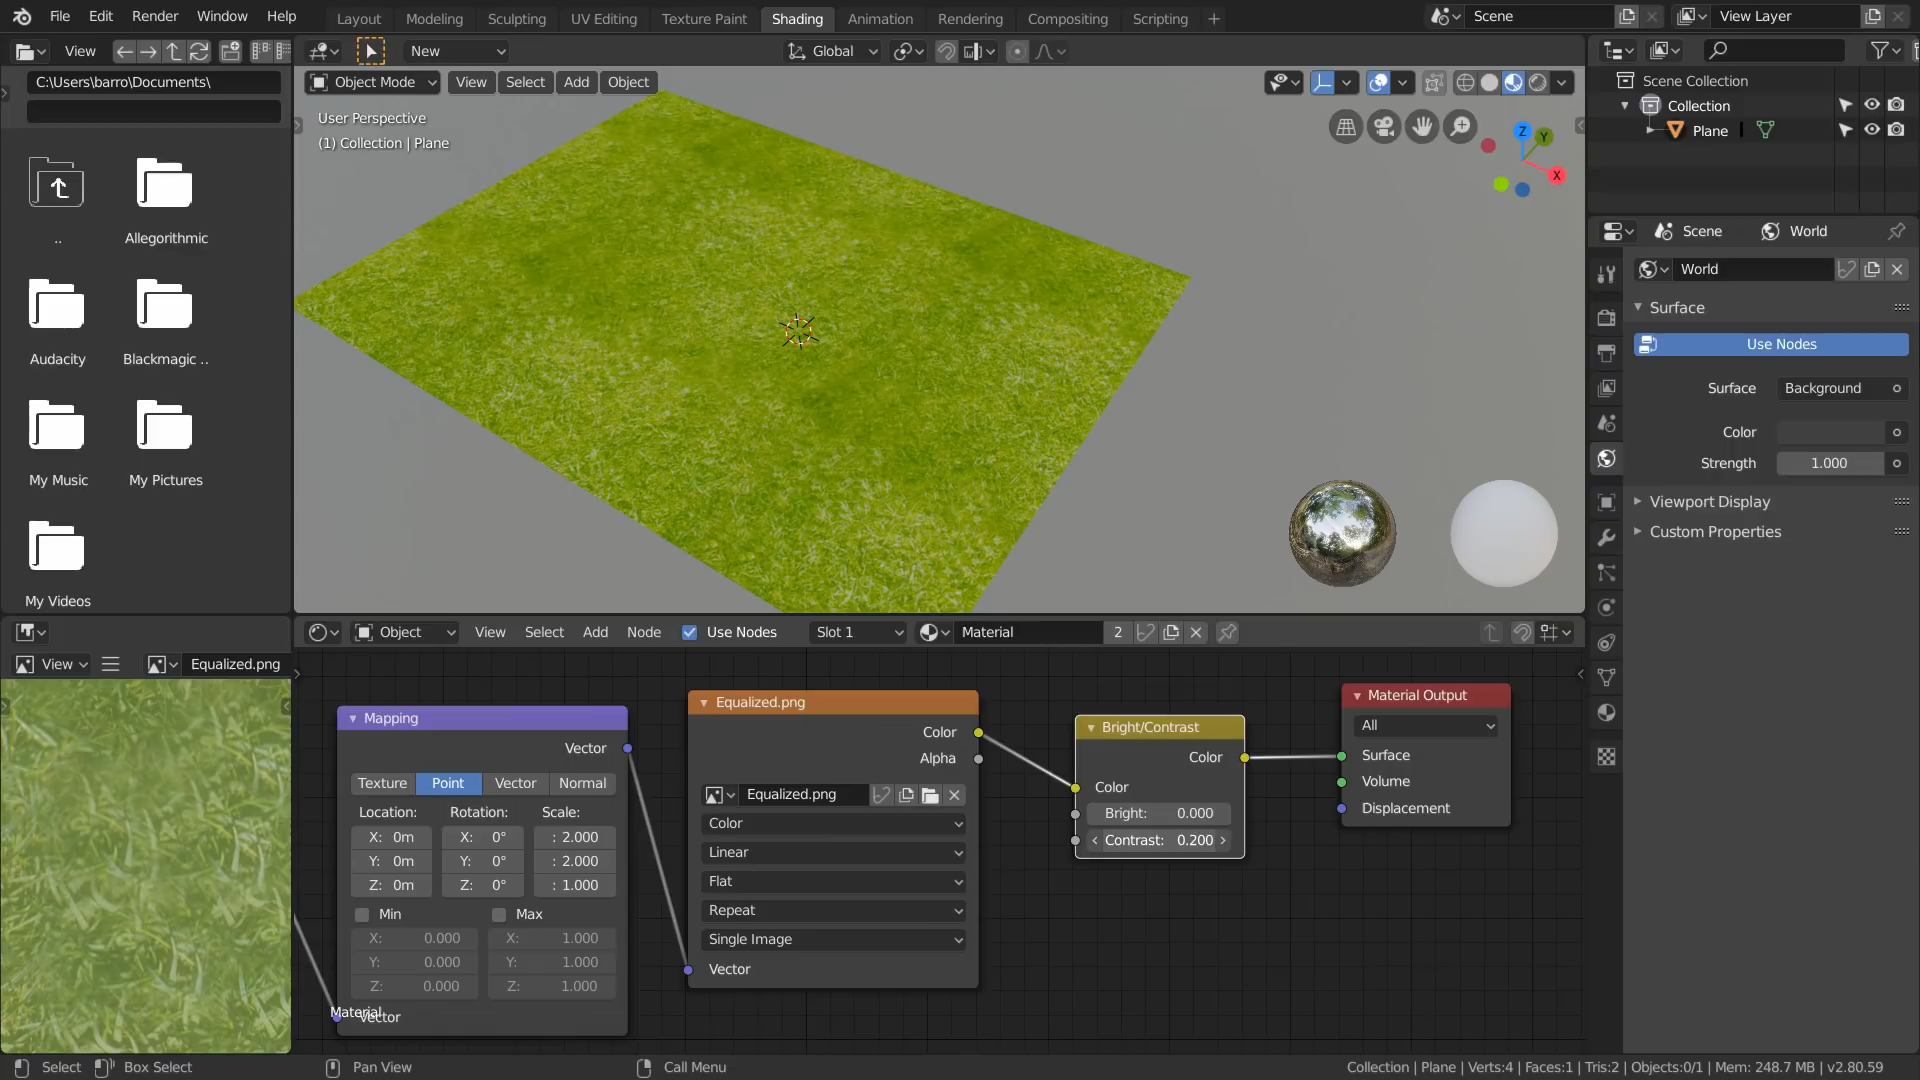 File Edit Render Window Help
Layout Modeling Sculpting UV Editing Texture Paint Shading Animation Rendering Compositing Scripting +
Scene
View Layer
View
New
Global
C:\Users\barro\Documents\
Object Mode View Select Add Object
User Perspective
(1) Collection | Plane
Z Y
X
..
Allegorithmic
Audacity
Blackmagic ..
My Music
My Pictures
My Videos
Scene Collection
Collection
Plane
Scene
World
World
Surface
Use Nodes
Surface Background
Color
Strength 1.000
Viewport Display
Custom Properties
Object View Select Add Node Use Nodes Slot 1 Material 2
View
Equalized.png
Mapping
Vector
Texture Point Vector Normal
Location: Rotation: Scale:
X: 0m X: 0° : 2.000
Y: 0m Y: 0° : 2.000
Z: 0m Z: 0° : 1.000
Min Max
X: 0.000 X: 1.000
Y: 0.000 Y: 1.000
Z: 0.000 Z: 1.000
Material
Vector
Equalized.png
Color
Alpha
Equalized.png
Color
Linear
Flat
Repeat
Single Image
Vector
Bright/Contrast
Color
Color
Bright: 0.000
Contrast: 0.200
Material Output
All
Surface
Volume
Displacement
Select Box Select Pan View Call Menu
Collection | Plane | Verts:4 | Faces:1 | Tris:2 | Objects:0/1 | Mem: 248.7 MB | v2.80.59